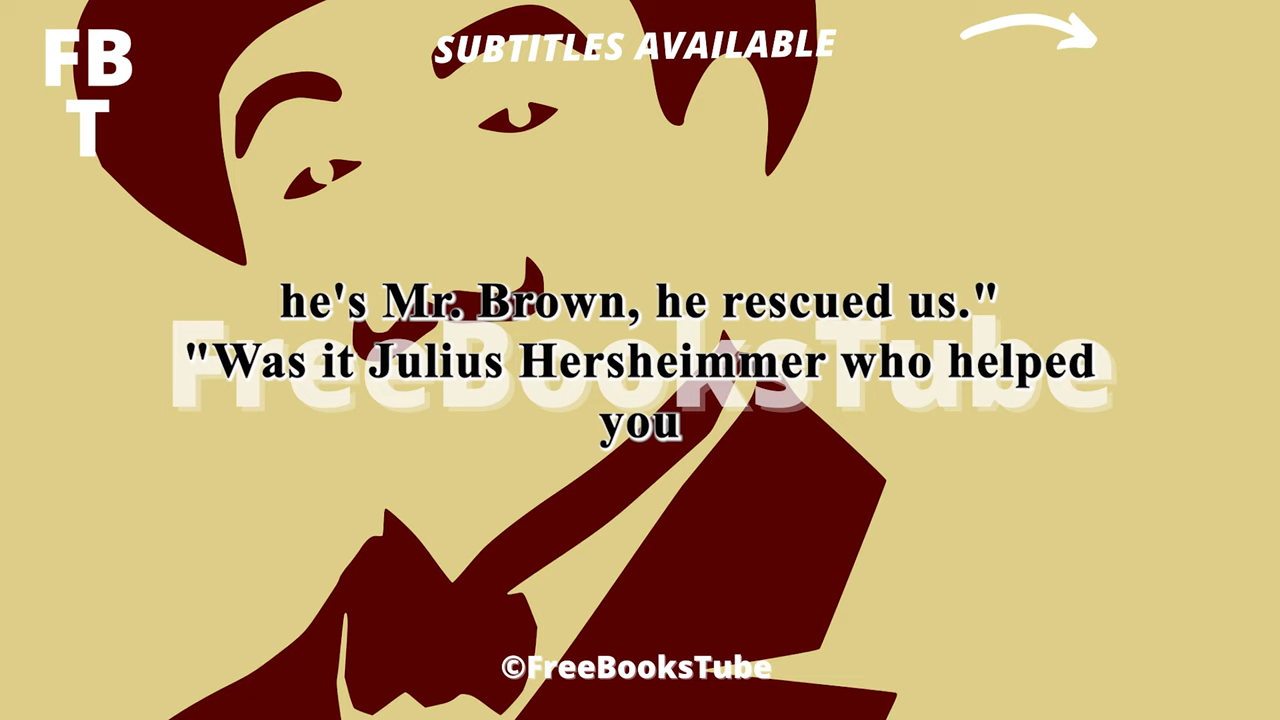 FB
T
SUBTITLES AVAILABLE
he's Mr. Brown, he rescued us."
FreeBooksTube
"Was it Julius Hersheimmer who helped
you
©FreeBooksTube